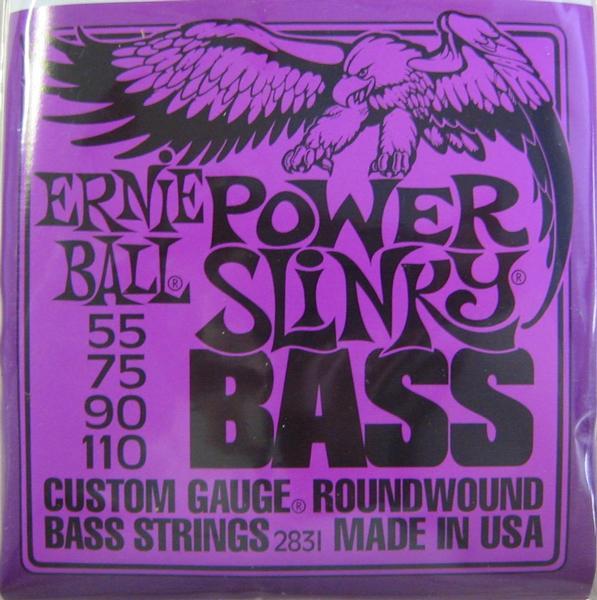 ERNIE BALL®
POWER SLINKY®
BASS
55
75
90
110
CUSTOM GAUGE® ROUNDWOUND
BASS STRINGS 2831 MADE IN USA